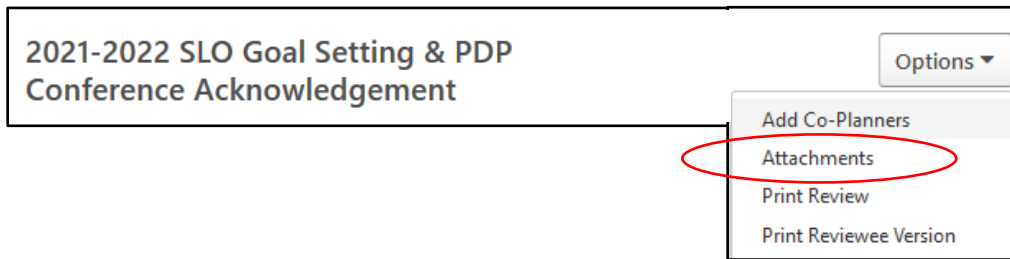 2021-2022 SLO Goal Setting & PDP
Conference Acknowledgement
Options
Add Co-Planners
Attachments
Print Review
Print Reviewee Version